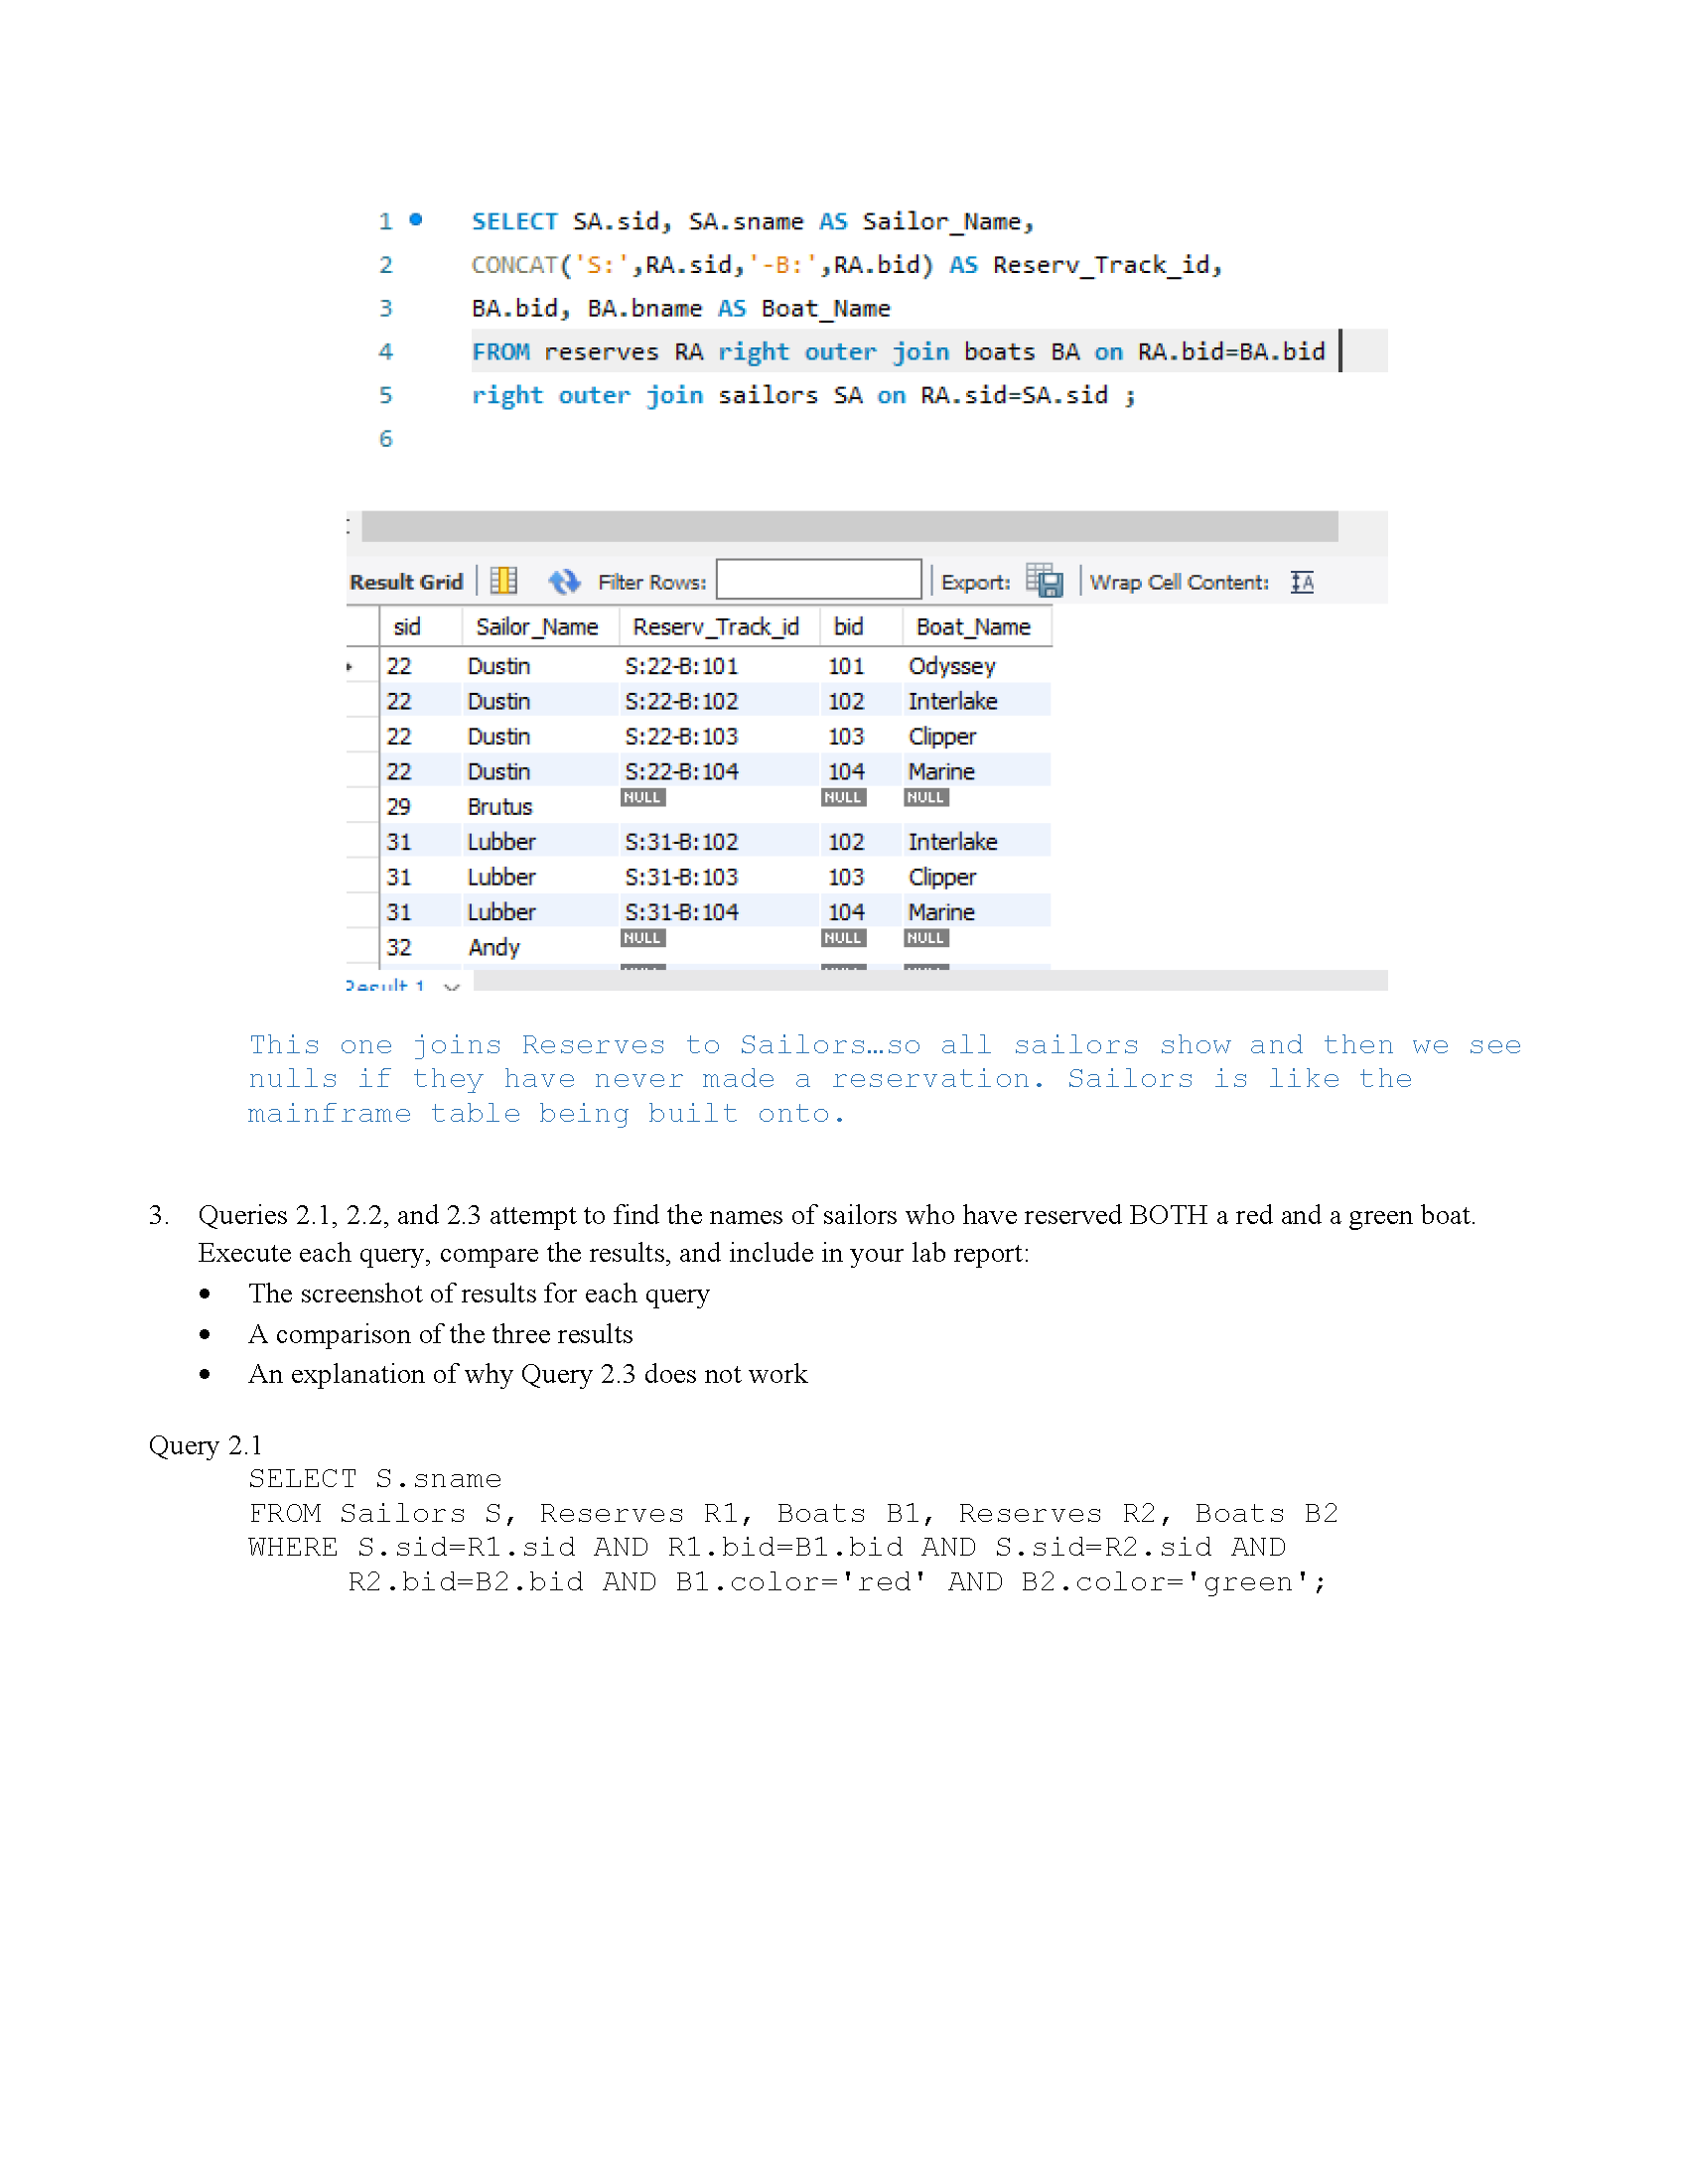 1 SELECT SA.sid, SA.sname AS Sailor_Name,
2 CONCAT('S:',RA.sid,'-B:',RA.bid) AS Reserv_Track_id,
3 BA.bid, BA.bname AS Boat_Name
4 FROM reserves RA right outer join boats BA on RA.bid=BA.bid
5 right outer join sailors SA on RA.sid=SA.sid ;
6
Result Grid Filter Rows: Export: Wrap Cell Content:
sid Sailor_Name Reserv_Track_id bid Boat_Name
22 Dustin S:22-B:101 101 Odyssey
22 Dustin S:22-B:102 102 Interlake
22 Dustin S:22-B:103 103 Clipper
22 Dustin S:22-B:104 104 Marine
29 Brutus NULL NULL NULL
31 Lubber S:31-B:102 102 Interlake
31 Lubber S:31-B:103 103 Clipper
31 Lubber S:31-B:104 104 Marine
32 Andy NULL NULL NULL
Result 1
This one joins Reserves to Sailors…so all sailors show and then we see
nulls if they have never made a reservation. Sailors is like the
mainframe table being built onto.
3. Queries 2.1, 2.2, and 2.3 attempt to find the names of sailors who have reserved BOTH a red and a green boat.
Execute each query, compare the results, and include in your lab report:
• The screenshot of results for each query
• A comparison of the three results
• An explanation of why Query 2.3 does not work
Query 2.1
SELECT S.sname
FROM Sailors S, Reserves R1, Boats B1, Reserves R2, Boats B2
WHERE S.sid=R1.sid AND R1.bid=B1.bid AND S.sid=R2.sid AND
R2.bid=B2.bid AND B1.color='red' AND B2.color='green';